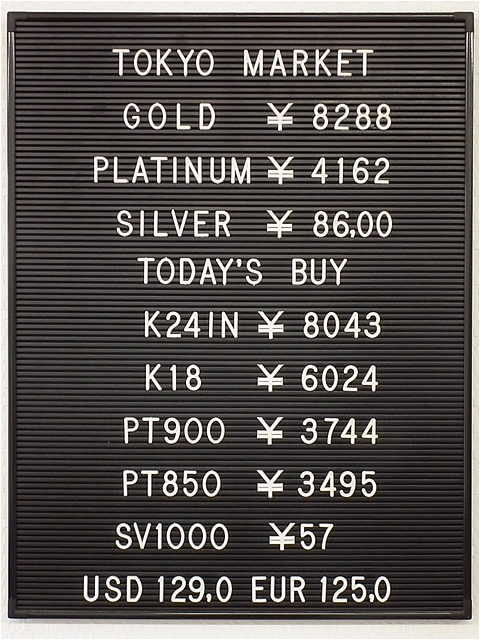 TOKYO MARKET
GOLD ¥ 8288
PLATINUM ¥ 4162
SILVER ¥ 86,00
TODAY'S BUY
K24IN ¥ 8043
K18 ¥ 6024
PT900 ¥ 3744
PT850 ¥ 3495
SV1000 ¥57
USD 129,0 EUR 125,0